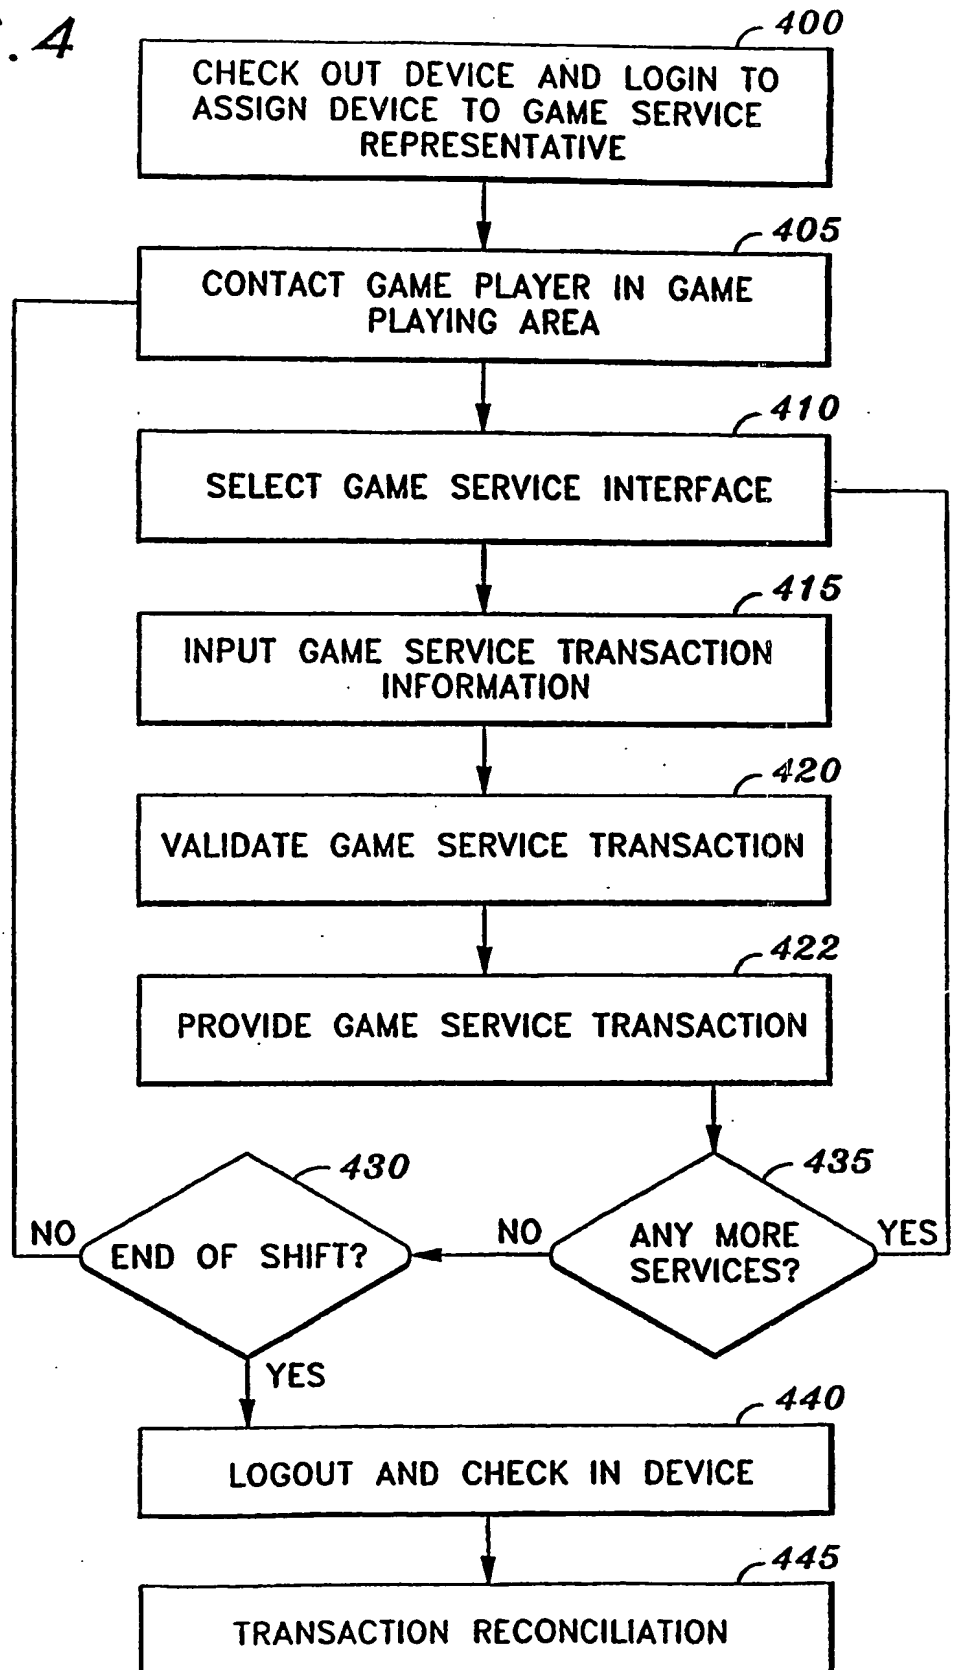 . 4
400
CHECK OUT DEVICE AND LOGIN TO
ASSIGN DEVICE TO GAME SERVICE
REPRESENTATIVE
405
CONTACT GAME PLAYER IN GAME
PLAYING AREA
410
SELECT GAME SERVICE INTERFACE
415
INPUT GAME SERVICE TRANSACTION
INFORMATION
420
VALIDATE GAME SERVICE TRANSACTION
422
PROVIDE GAME SERVICE TRANSACTION
430
435
NO
END OF SHIFT?
NO
ANY MORE
SERVICES?
YES
YES
440
LOGOUT AND CHECK IN DEVICE
445
TRANSACTION RECONCILIATION